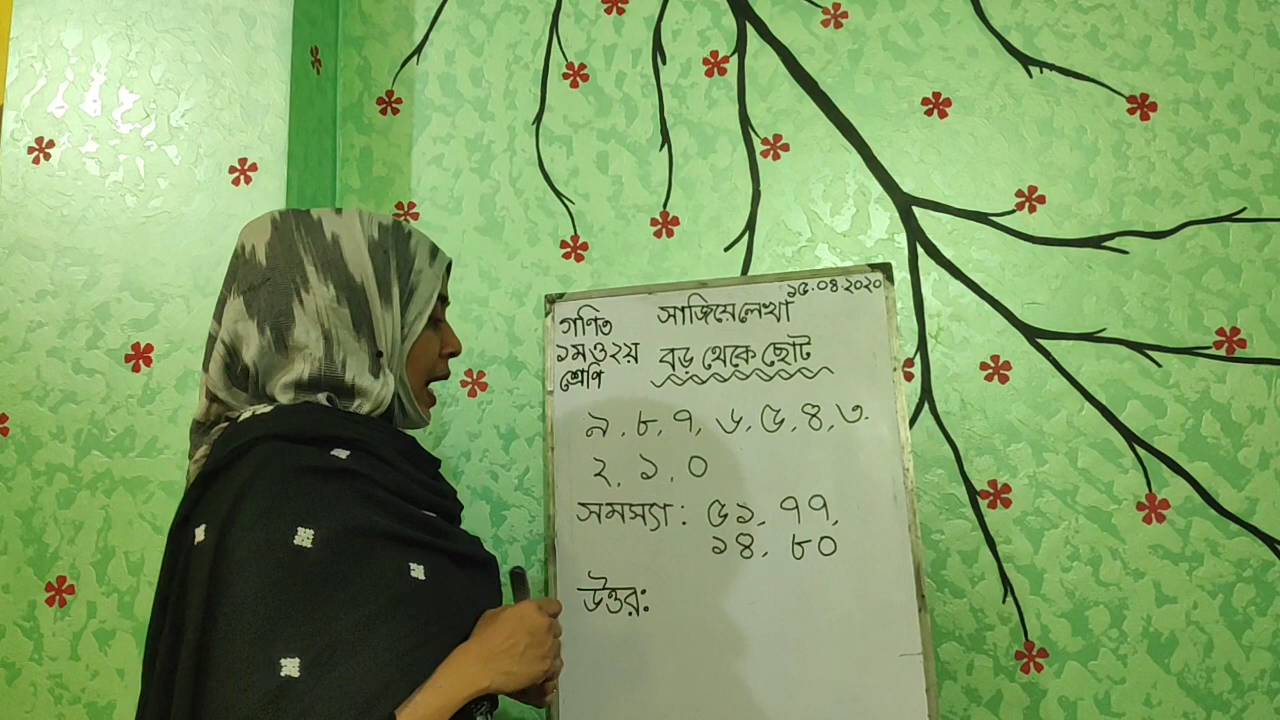 ১৫.০৪.২০২০
গণিত সাজিয়ে লেখা
১ম ও ২য় বড় থেকে ছোট
শ্রেণি
৯, ৮, ৭, ৬, ৫, ৪, ৩,
২, ১, ০
সমস্যা: ৫১, ৭৭,
১৪, ৮০
উত্তর: